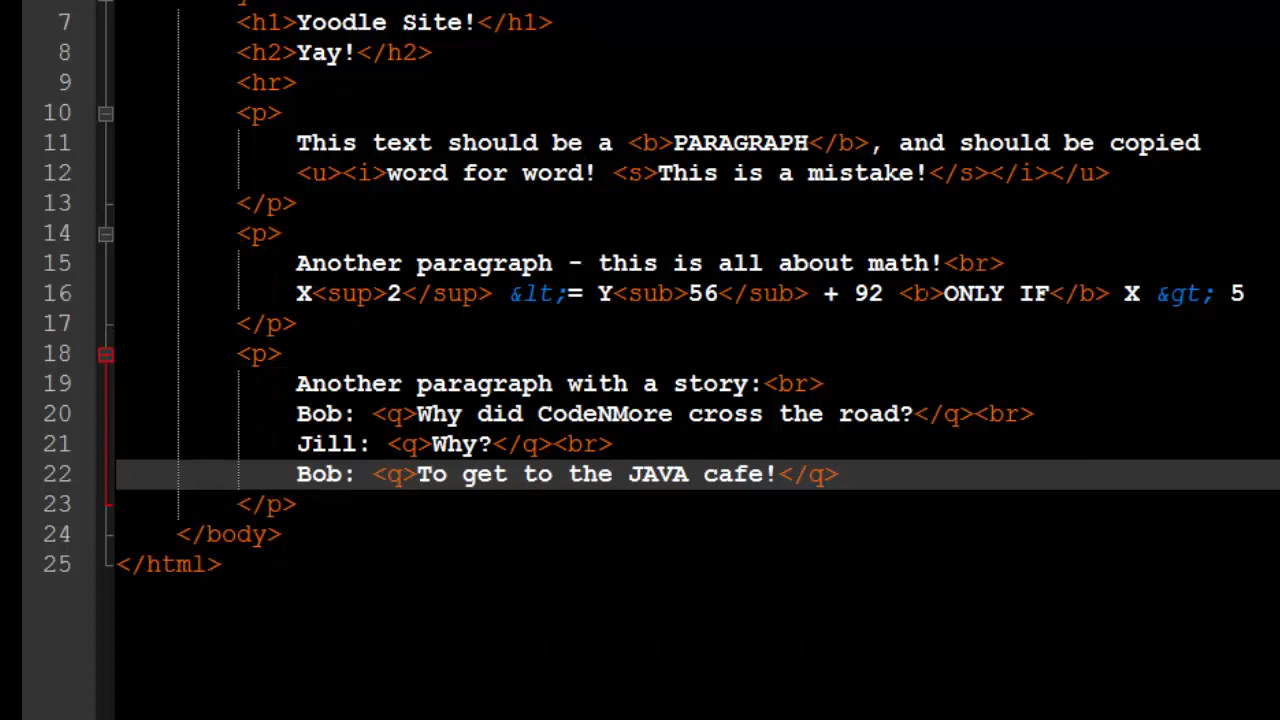 7 <h1>Yoodle Site!</h1>
8 <h2>Yay!</h2>
9 <hr>
10 <p>
11 This text should be a <b>PARAGRAPH</b>, and should be copied
12 <u><i>word for word! <s>This is a mistake!</s></i></u>
13 </p>
14 <p>
15 Another paragraph - this is all about math!<br>
16 X<sup>2</sup> &lt;= Y<sub>56</sub> + 92 <b>ONLY IF</b> X &gt; 5
17 </p>
18 <p>
19 Another paragraph with a story:<br>
20 Bob: <q>Why did CodeNMore cross the road?</q><br>
21 Jill: <q>Why?</q><br>
22 Bob: <q>To get to the JAVA cafe!</q>
23 </p>
24 </body>
25 </html>